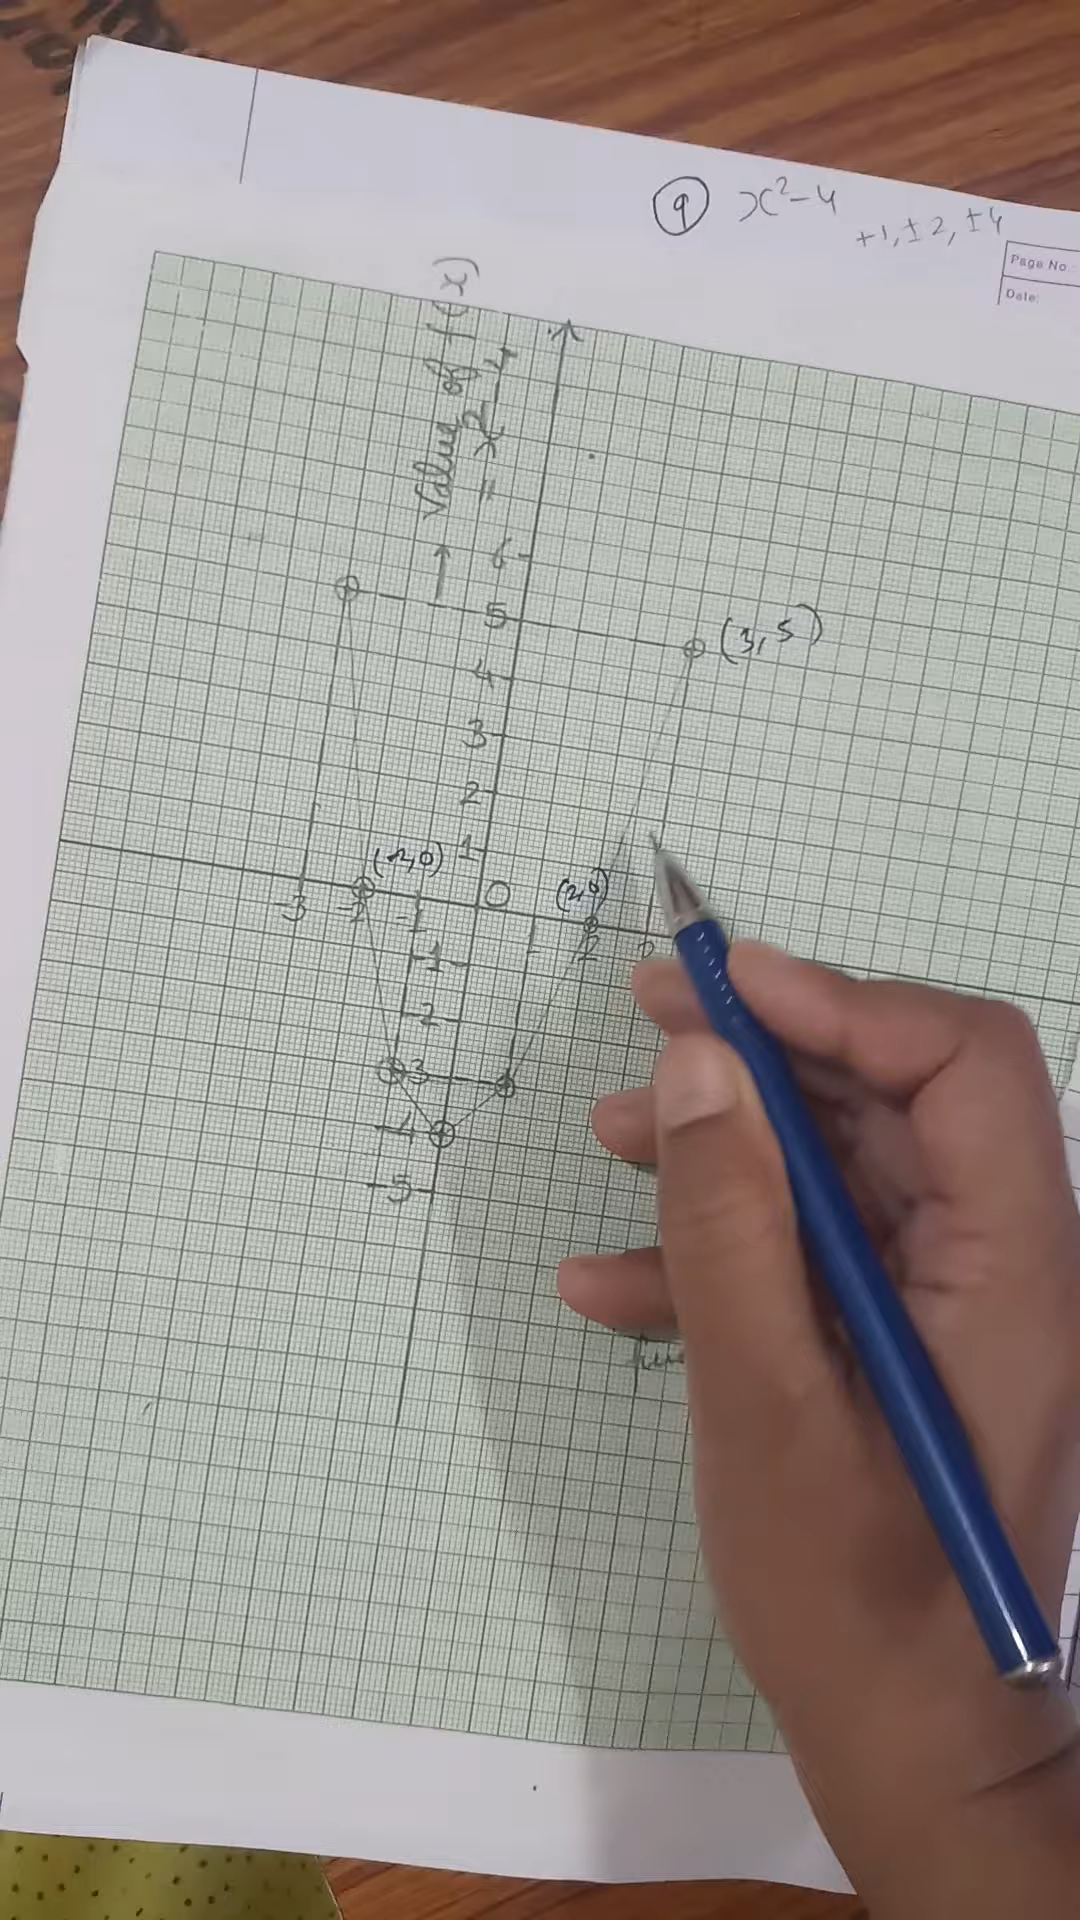 9 x²-4
+1, ±2, ±4
Page No.:
Date:
Value of f(x)
= x²-4
6
5
(3,5)
4
3
2
1
(-2,0)
(2,0)
0
-3 -2 -1 1 2
-1
-2
-3
-4
-5